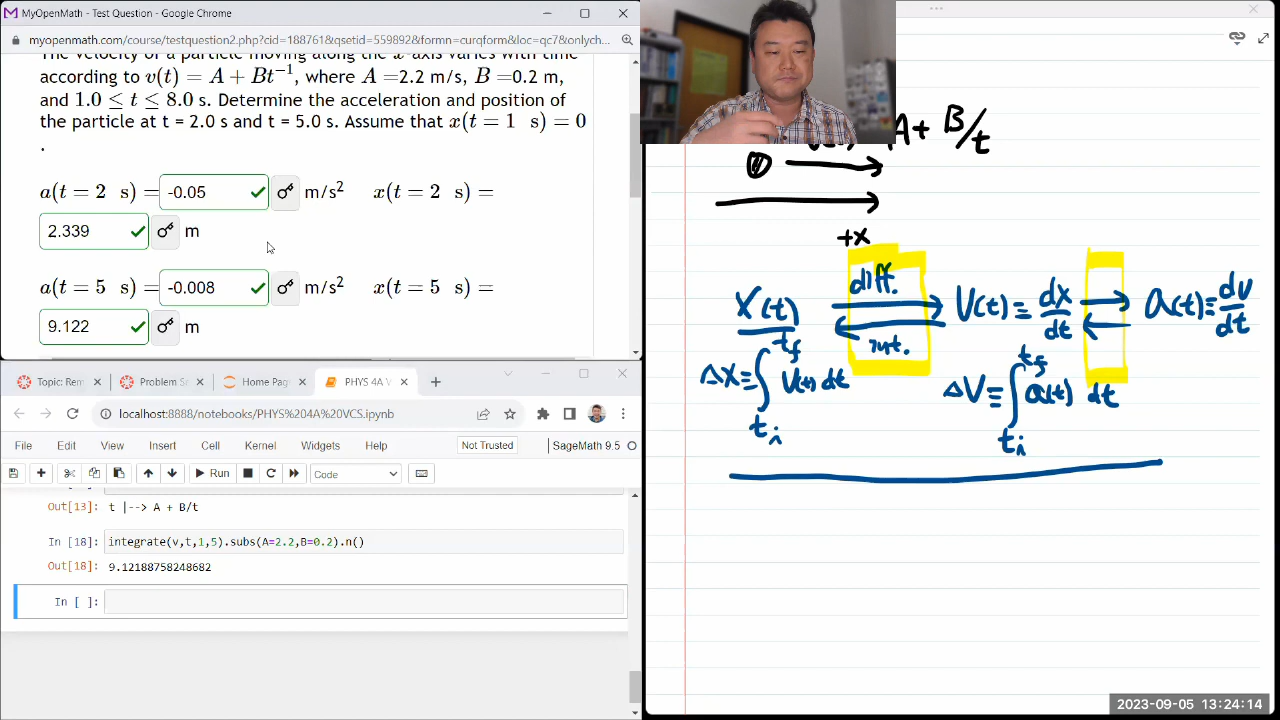 MyOpenMath - Test Question - Google Chrome
myopenmath.com/course/testquestion2.php?cid=188761&qsetid=559892&formn=curqform&loc=qc7&onlych...
according to v(t) = A + Bt⁻¹, where A =2.2 m/s, B =0.2 m,
and 1.0 ≤ t ≤ 8.0 s. Determine the acceleration and position of
the particle at t = 2.0 s and t = 5.0 s. Assume that x(t = 1 s) = 0
.
a(t = 2 s) = -0.05 m/s² x(t = 2 s) =
2.339 m
a(t = 5 s) = -0.008 m/s² x(t = 5 s) =
9.122 m
Topic Rem
Problem S
Home Page
PHYS 4A V
localhost:8888/notebooks/PHYS%204A%20VCS.ipynb
File Edit View Insert Cell Kernel Widgets Help Not Trusted SageMath 9.5
Run Code
Out[13]: t |--> A + B/t
In [18]: integrate(v,t,1,5).subs(A=2.2,B=0.2).n()
Out[18]: 9.12188758248682
In [ ]:
A + B/t
+x
diff.
x(t) v(t) ≡ dx/dt a(t) ≡ dv/dt
int.
Δx ≡ ∫ tf ti v(t) dt
Δv ≡ ∫ tf ti a(t) dt
2023-09-05 13:24:14